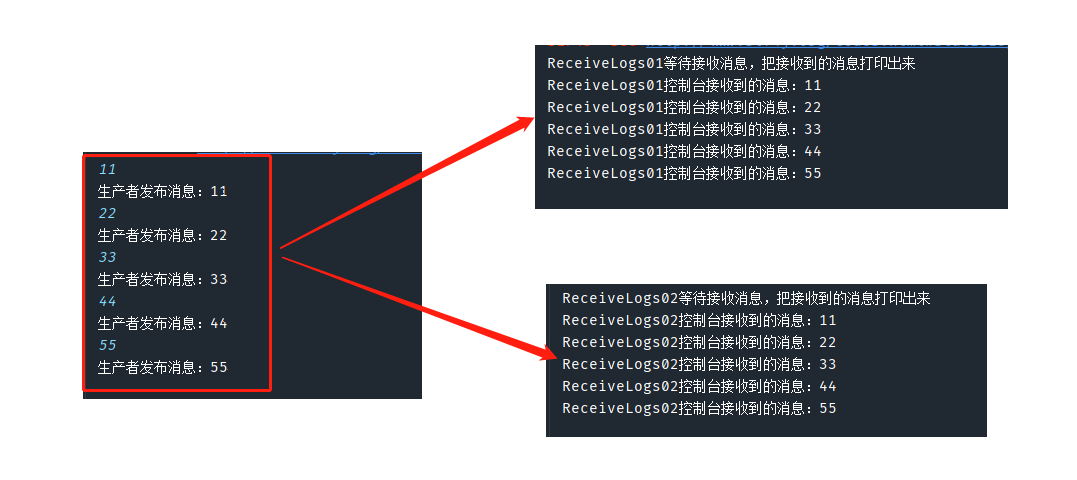 11
生产者发布消息：11
22
生产者发布消息：22
33
生产者发布消息：33
44
生产者发布消息：44
55
生产者发布消息：55
ReceiveLogs01等待接收消息，把接收到的消息打印出来
ReceiveLogs01控制台接收到的消息：11
ReceiveLogs01控制台接收到的消息：22
ReceiveLogs01控制台接收到的消息：33
ReceiveLogs01控制台接收到的消息：44
ReceiveLogs01控制台接收到的消息：55
ReceiveLogs02等待接收消息，把接收到的消息打印出来
ReceiveLogs02控制台接收到的消息：11
ReceiveLogs02控制台接收到的消息：22
ReceiveLogs02控制台接收到的消息：33
ReceiveLogs02控制台接收到的消息：44
ReceiveLogs02控制台接收到的消息：55